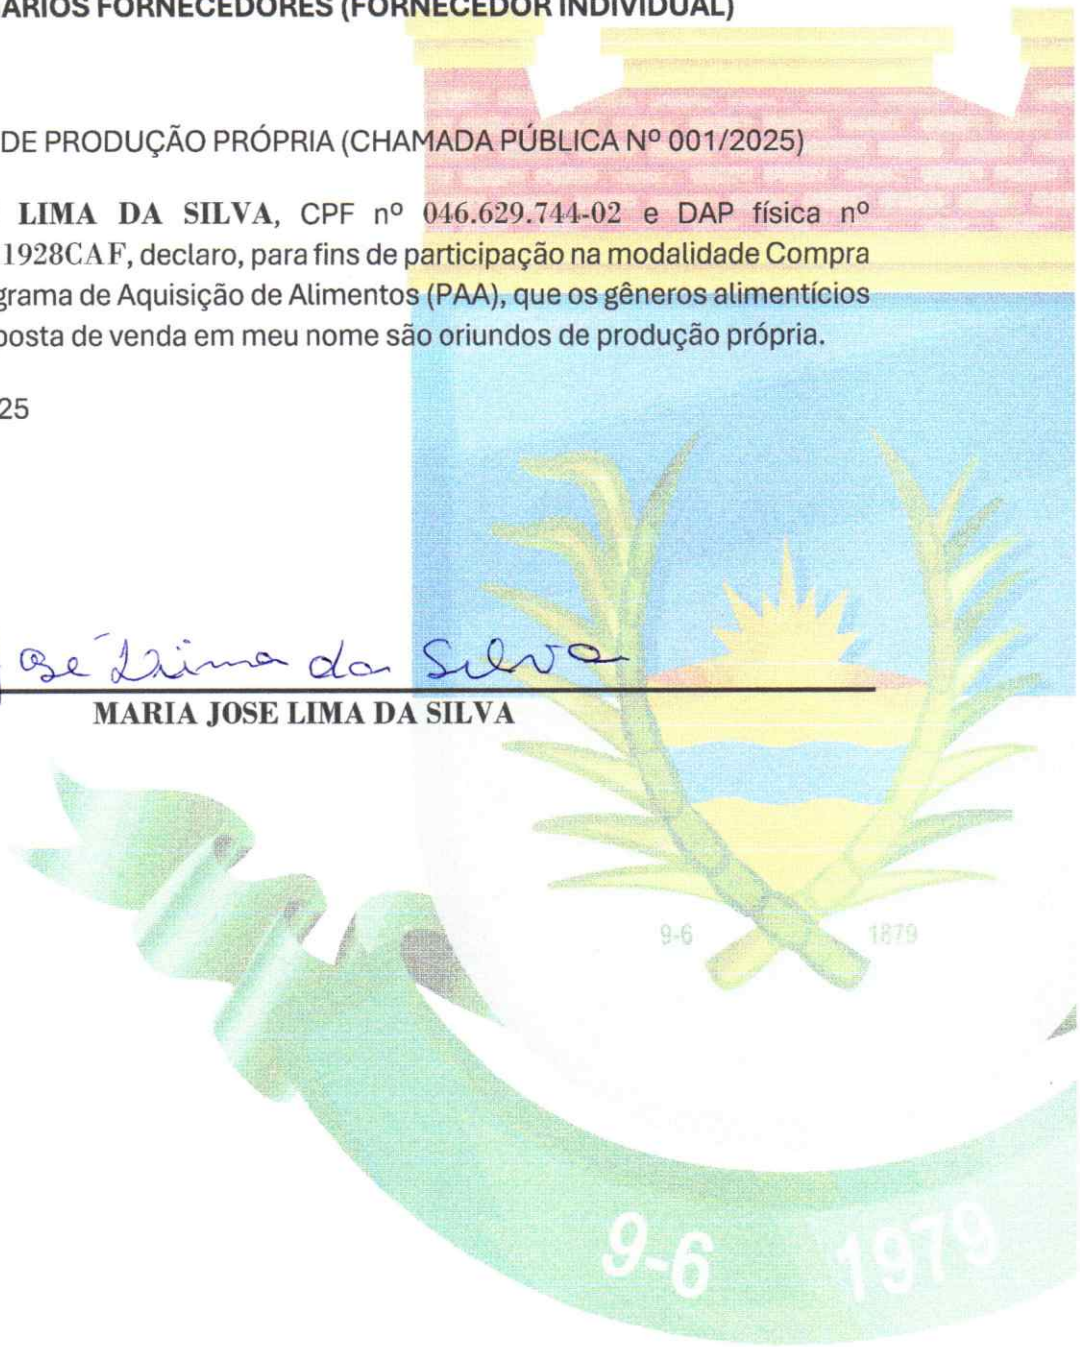 ÁRIOS FORNECEDORES (FORNECEDOR INDIVIDUAL)
DE PRODUÇÃO PRÓPRIA (CHAMADA PÚBLICA Nº 001/2025)
LIMA DA SILVA, CPF nº 046.629.744-02 e DAP física nº
1928CAF, declaro, para fins de participação na modalidade Compra
grama de Aquisição de Alimentos (PAA), que os gêneros alimentícios
posta de venda em meu nome são oriundos de produção própria.
25
osé Lima da Silva
MARIA JOSE LIMA DA SILVA
9-6 1879
9-6 1979